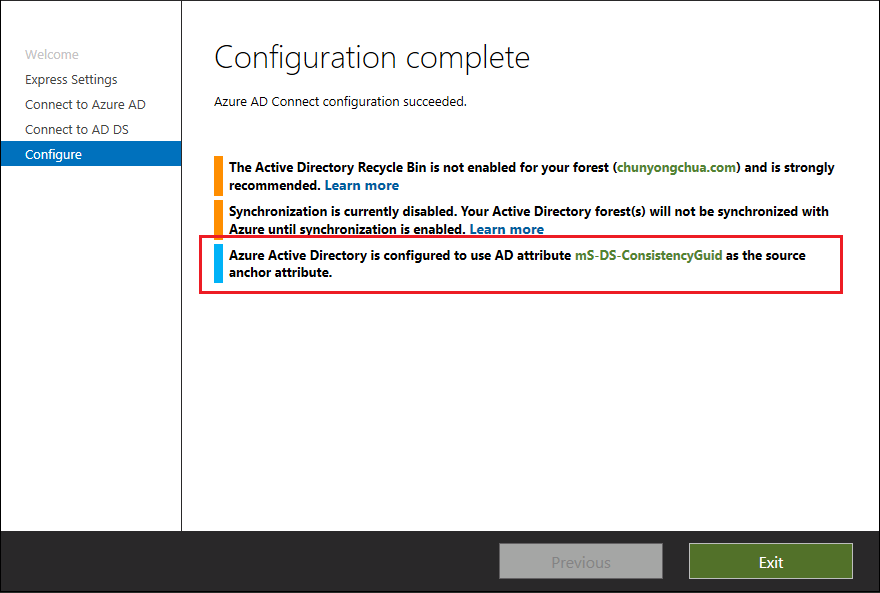 Welcome
Express Settings
Connect to Azure AD
Connect to AD DS
Configure
Configuration complete
Azure AD Connect configuration succeeded.
The Active Directory Recycle Bin is not enabled for your forest (chunyongchua.com) and is strongly
recommended. Learn more
Synchronization is currently disabled. Your Active Directory forest(s) will not be synchronized with
Azure until synchronization is enabled. Learn more
Azure Active Directory is configured to use AD attribute mS-DS-ConsistencyGuid as the source
anchor attribute.
Previous
Exit